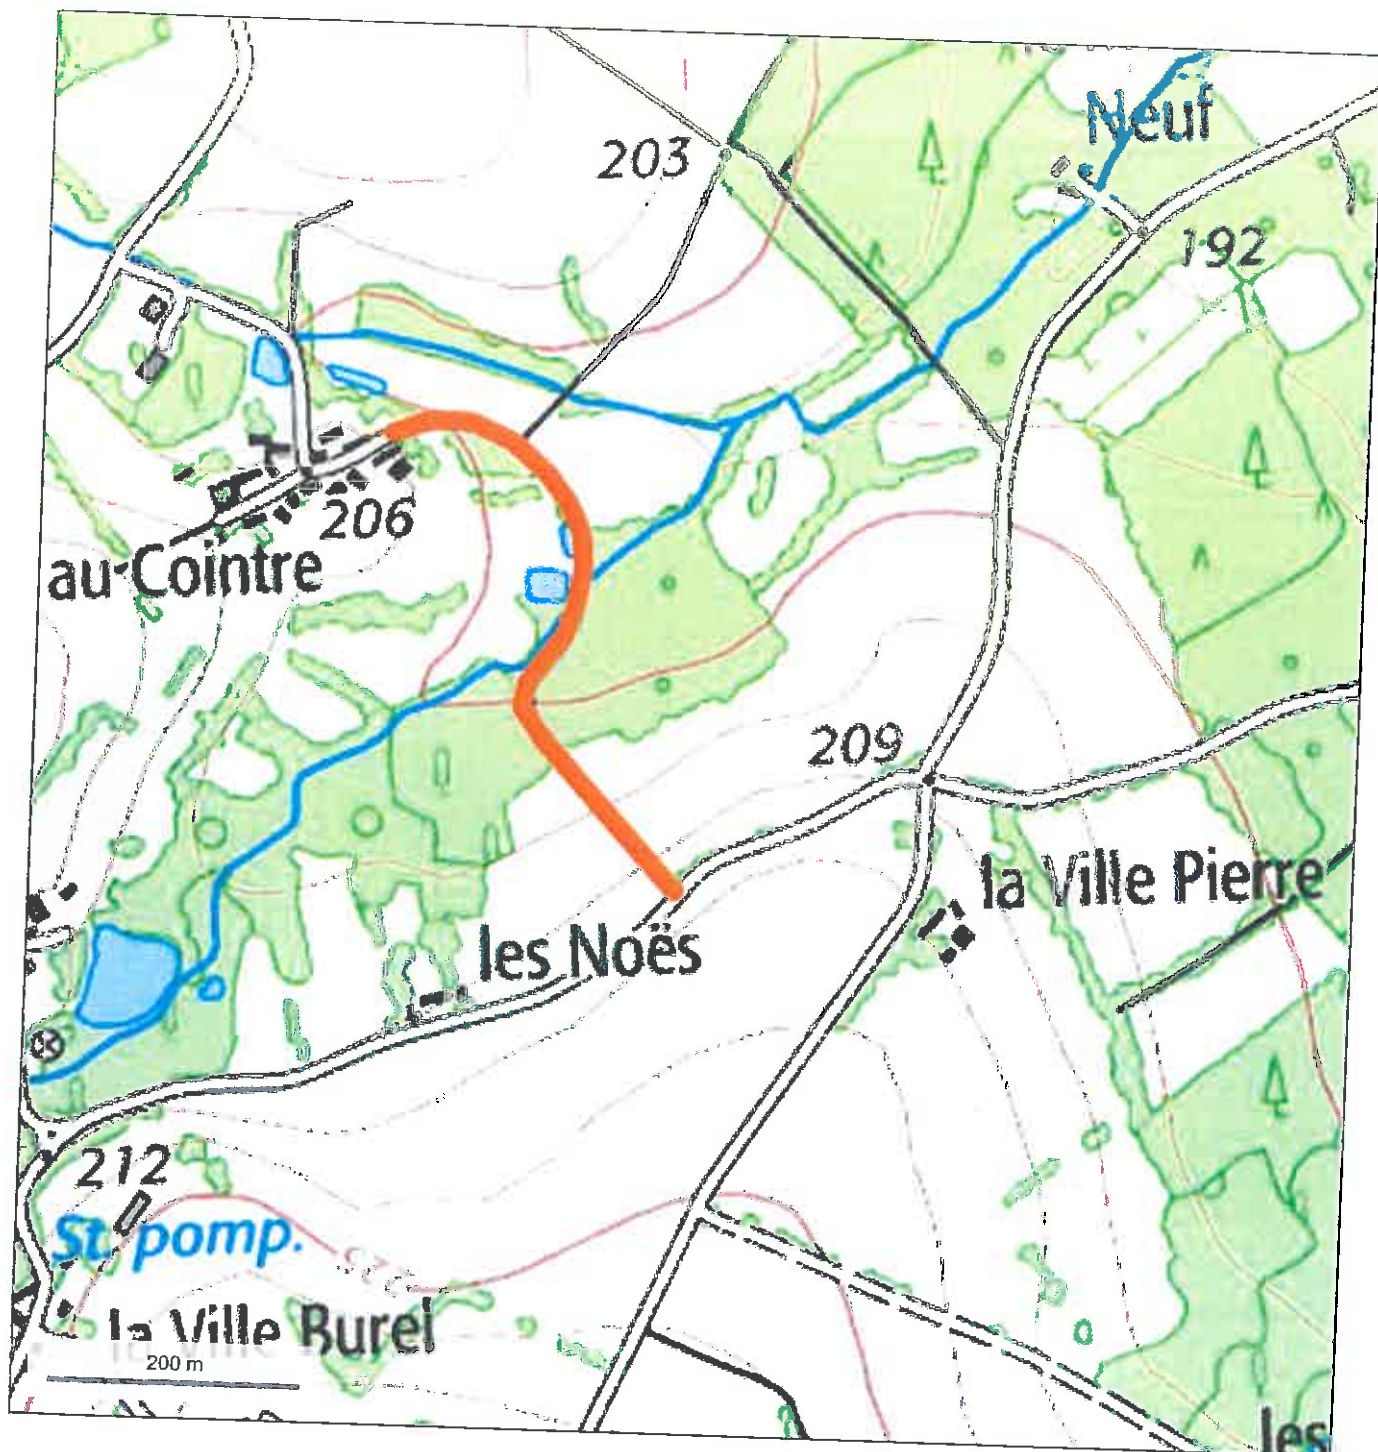 Neuf
203
192
206
au Cointre
209
la Ville Pierre
les Noës
212
St. pomp.
225
la Ville Burel
200 m
les